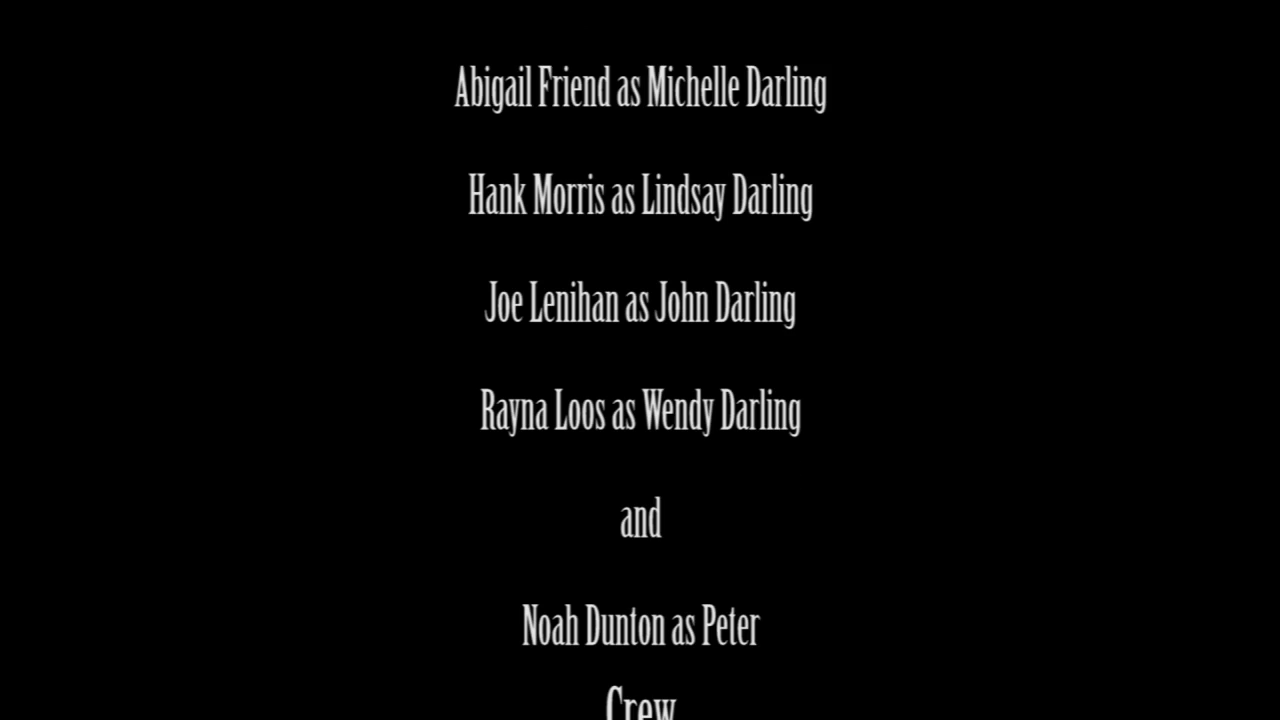 Abigail Friend as Michelle Darling
Hank Morris as Lindsay Darling
Joe Lenihan as John Darling
Rayna Loos as Wendy Darling
and
Noah Dunton as Peter
Crew